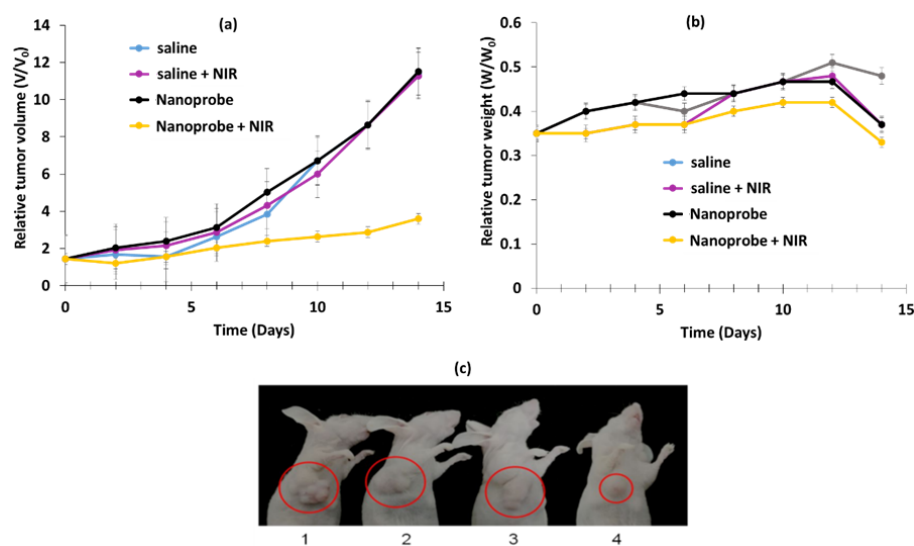 (a)
Relative tumor volume (V/V₀)
14
12
10
8
6
4
2
0
saline
saline + NIR
Nanoprobe
Nanoprobe + NIR
0 5 10 15
Time (Days)
(b)
Relative tumor weight (W/W₀)
0.6
0.5
0.4
0.3
0.2
0.1
0
saline
saline + NIR
Nanoprobe
Nanoprobe + NIR
0 5 10 15
Time (Days)
(c)
1 2 3 4